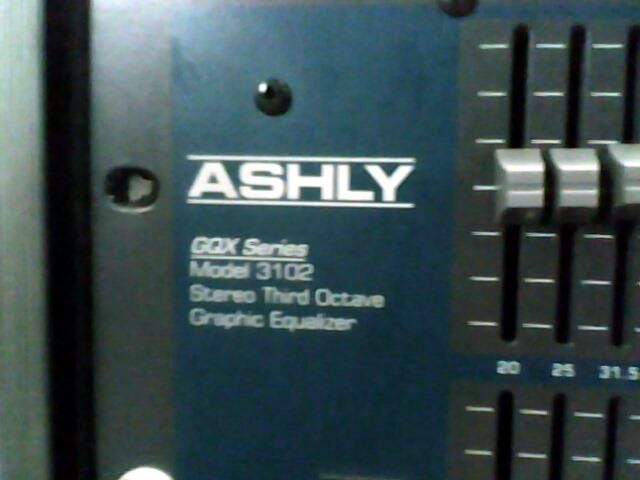 ASHLY
GQX Series
Model 3102
Stereo Third Octave
Graphic Equalizer
20 25 31.5